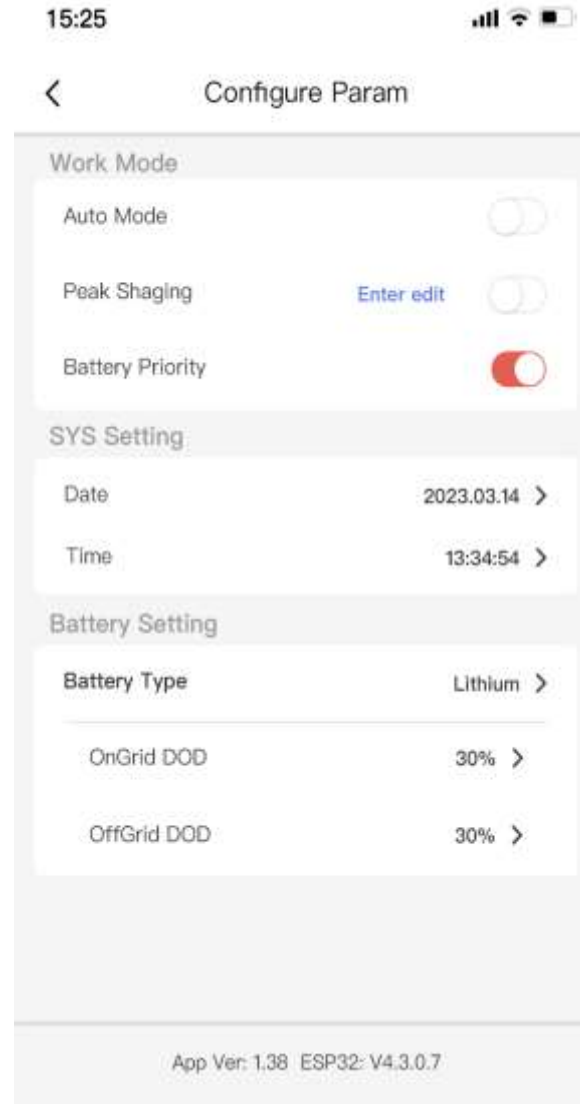 15:25
Configure Param
Work Mode
Auto Mode
Peak Shaging Enter edit
Battery Priority
SYS Setting
Date 2023.03.14
Time 13:34:54
Battery Setting
Battery Type Lithium
OnGrid DOD 30%
OffGrid DOD 30%
App Ver: 1.38 ESP32: V4.3.0.7